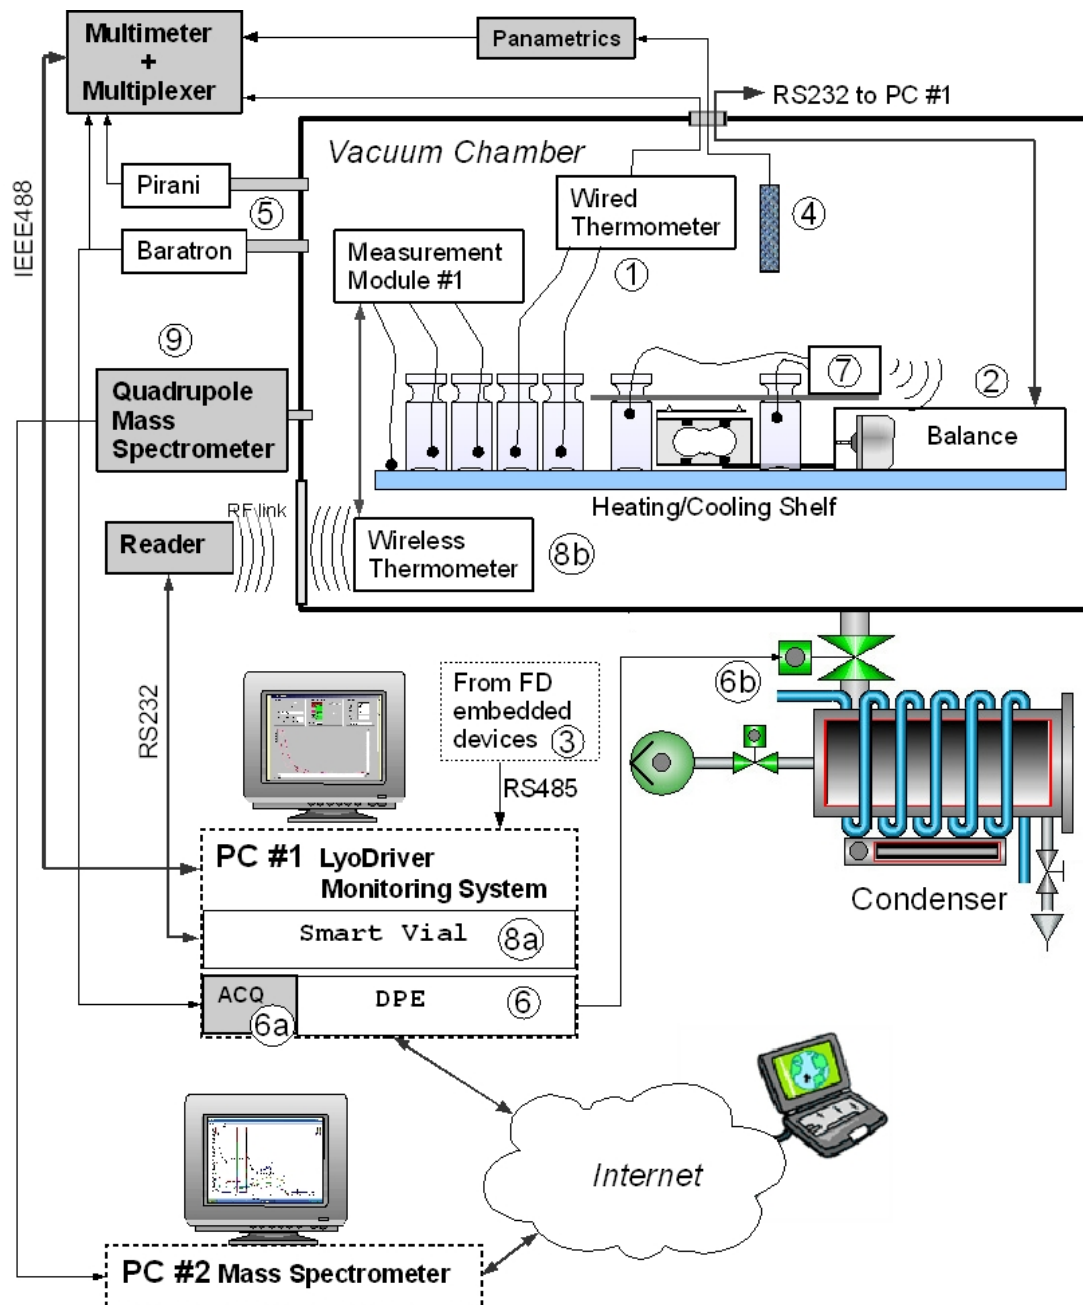 Multimeter
+
Multiplexer
Panametrics
RS232 to PC #1
IEEE488
Pirani
5
Baratron
Vacuum Chamber
Wired
Thermometer
4
1
Measurement
Module #1
9
Quadrupole
Mass
Spectrometer
7
2
Balance
Heating/Cooling Shelf
RF link
Reader
Wireless
Thermometer
8b
RS232
From FD
embedded
devices 3
RS485
6b
Condenser
PC #1 LyoDriver
Monitoring System
Smart Vial 8a
ACQ
6a
DPE 6
Internet
PC #2 Mass Spectrometer